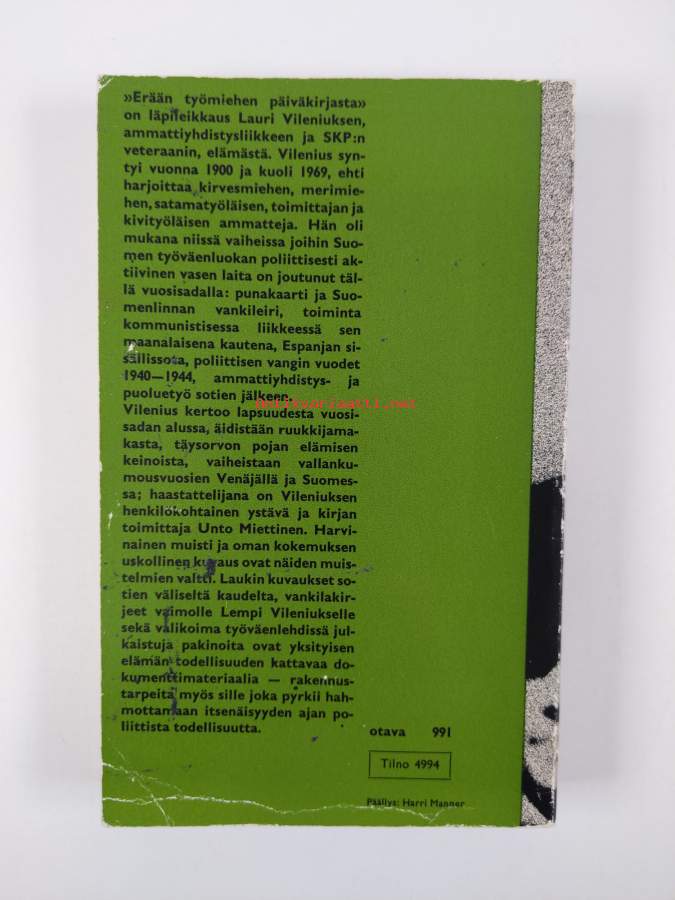 »Erään työmiehen päiväkirjasta»
on läpileikkaus Lauri Vileniuksen,
ammattiyhdistysliikkeen ja SKP:n
veteraanin, elämästä. Vilenius syn-
tyi vuonna 1900 ja kuoli 1969, ehti
harjoittaa kirvesmiehen, merimie-
hen, satamatyöläisen, toimittajan ja
kivityöläisen ammatteja. Hän oli
mukana niissä vaiheissa joihin Suo-
men työväenluokan poliittisesti ak-
tiivinen vasen laita on joutunut täl-
lä vuosisadalla: punakaarti ja Suo-
menlinnan vankileiri, toiminta
kommunistisessa liikkeessä sen
maanalaisena kautena, Espanjan si-
sällissota, poliittisen vangin vuodet
1940—1944, ammattiyhdistys- ja
puoluetyö sotien jälkeen.
antikvariaatti.net
Vilenius kertoo lapsuudesta vuosi-
sadan alussa, äidistään ruukkijama-
kasta, täysorvon pojan elämisen
keinoista, vaiheistaan vallanku-
mousvuosien Venäjällä ja Suomes-
sa; haastattelijana on Vileniuksen
henkilökohtainen ystävä ja kirjan
toimittaja Unto Miettinen. Harvi-
nainen muisti ja oman kokemuksen
uskollinen kuvaus ovat näiden muis-
telmien valtti. Laukin kuvaukset so-
tien väliseltä kaudelta, vankilakir-
jeet vaimolle Lempi Vileniukselle
sekä valikoima työväenlehdissä jul-
kaistuja pakinoita ovat yksityisen
elämän todellisuuden kattavaa do-
kumenttimateriaalia — rakennus-
tarpeita myös sille joka pyrkii hah-
mottamaan itsenäisyyden ajan po-
liittista todellisuutta.
otava 991
Tilno 4994
Päällys: Harri Manner